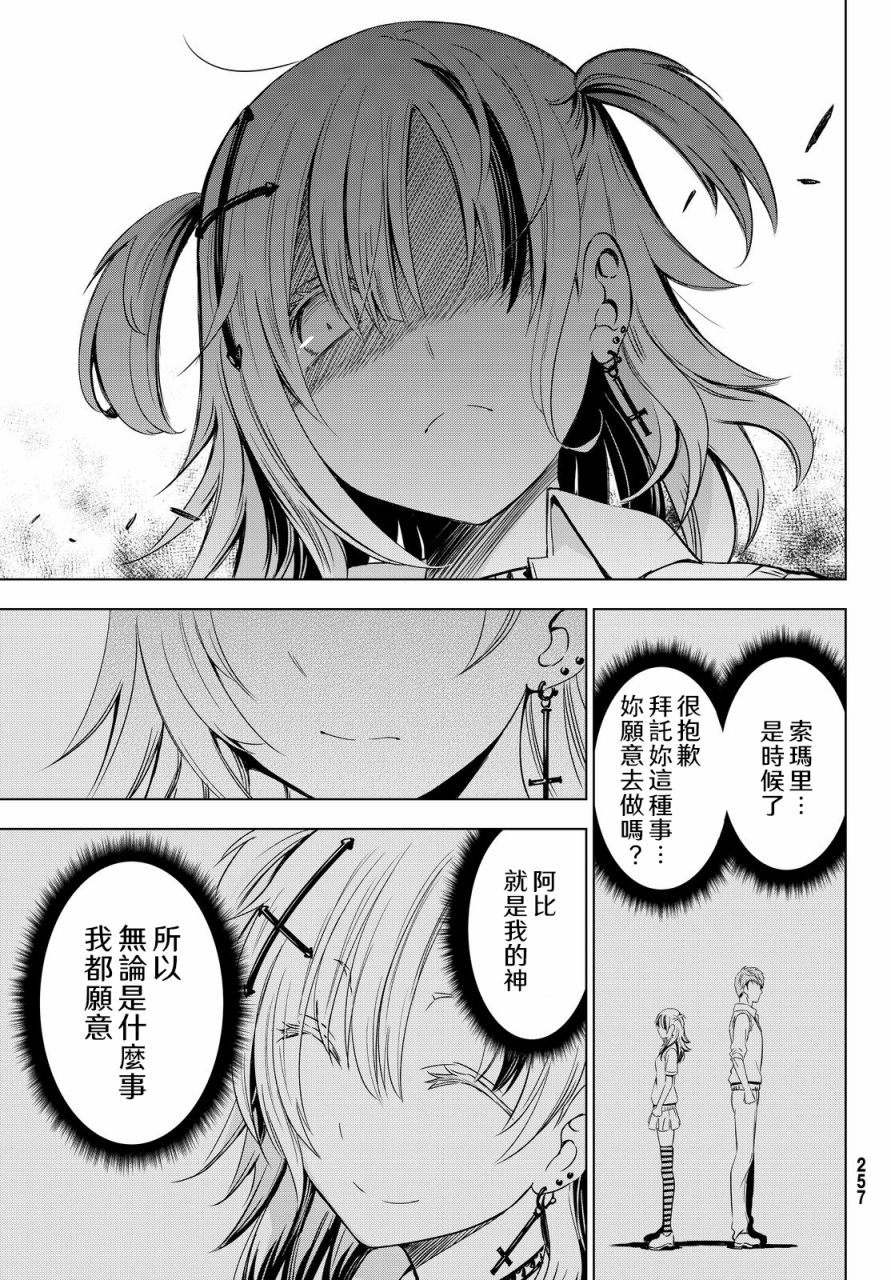 索瑪里…
是時候了
很抱歉
拜託妳這種事…
妳願意去做嗎？
阿比
就是我的神
所以
無論是什麼事
我都願意
257